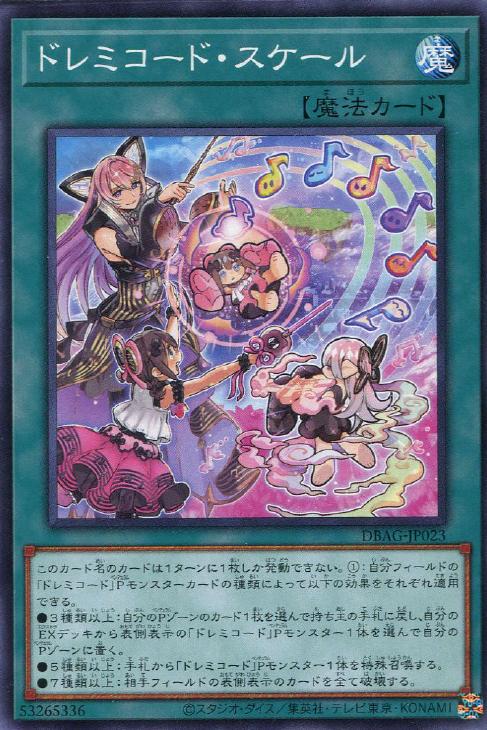 ドレミコード・スケール
魔
【魔法カード】
DBAG-JP023
このカード名のカードは1ターンに1枚しか発動できない。①:自分フィールドの
「ドレミコード」Pモンスターカードの種類によって以下の効果をそれぞれ適用
できる。
●3種類以上:自分のPゾーンのカード1枚を選んで持ち主の手札に戻し、自分の
EXデッキから表側表示の「ドレミコード」Pモンスター1体を選んで自分の
Pゾーンに置く。
●5種類以上:手札から「ドレミコード」Pモンスター1体を特殊召喚する。
●7種類以上:相手フィールドの表側表示のカードを全て破壊する。
53265336
©スタジオ・ダイス/集英社・テレビ東京・KONAMI